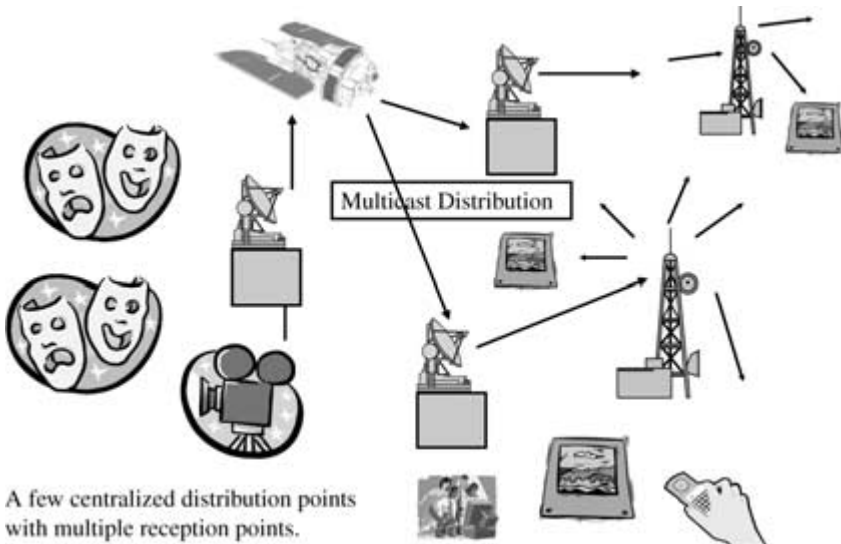 Multicast Distribution
A few centralized distribution points
with multiple reception points.